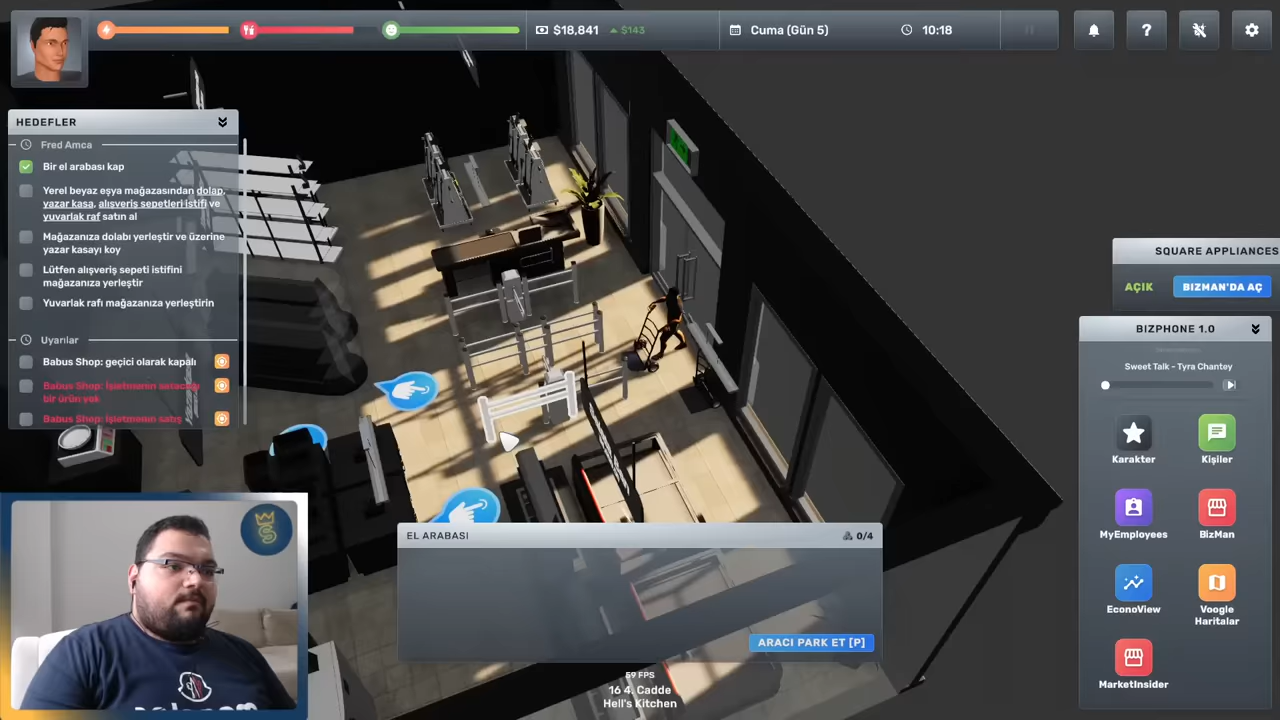 $18,841 $143
Cuma (Gün 5)
10:18
?
HEDEFLER
Fred Amca
Bir el arabası kap
Yerel beyaz eşya mağazasından dolap,
yazar kasa, alışveriş sepetleri istifi ve
yuvarlak raf satın al
Mağazanıza dolabı yerleştir ve üzerine
yazar kasayı koy
Lütfen alışveriş sepeti istifini
mağazanıza yerleştir
Yuvarlak rafı mağazanıza yerleştirin
Uyarılar
Babus Shop: geçici olarak kapalı
Babus Shop: İşletmenin satacağı
bir ürün yok
Babus Shop: İşletmenin satış
SQUARE APPLIANCES
AÇIK
BIZMAN'DA AÇ
BIZPHONE 1.0
Sweet Talk - Tyra Chantey
Karakter
Kişiler
MyEmployees
BizMan
EconoView
Voogle
Haritalar
MarketInsider
EL ARABASI
0/4
ARACI PARK ET [P]
59 FPS
16 4. Cadde
Hell's Kitchen